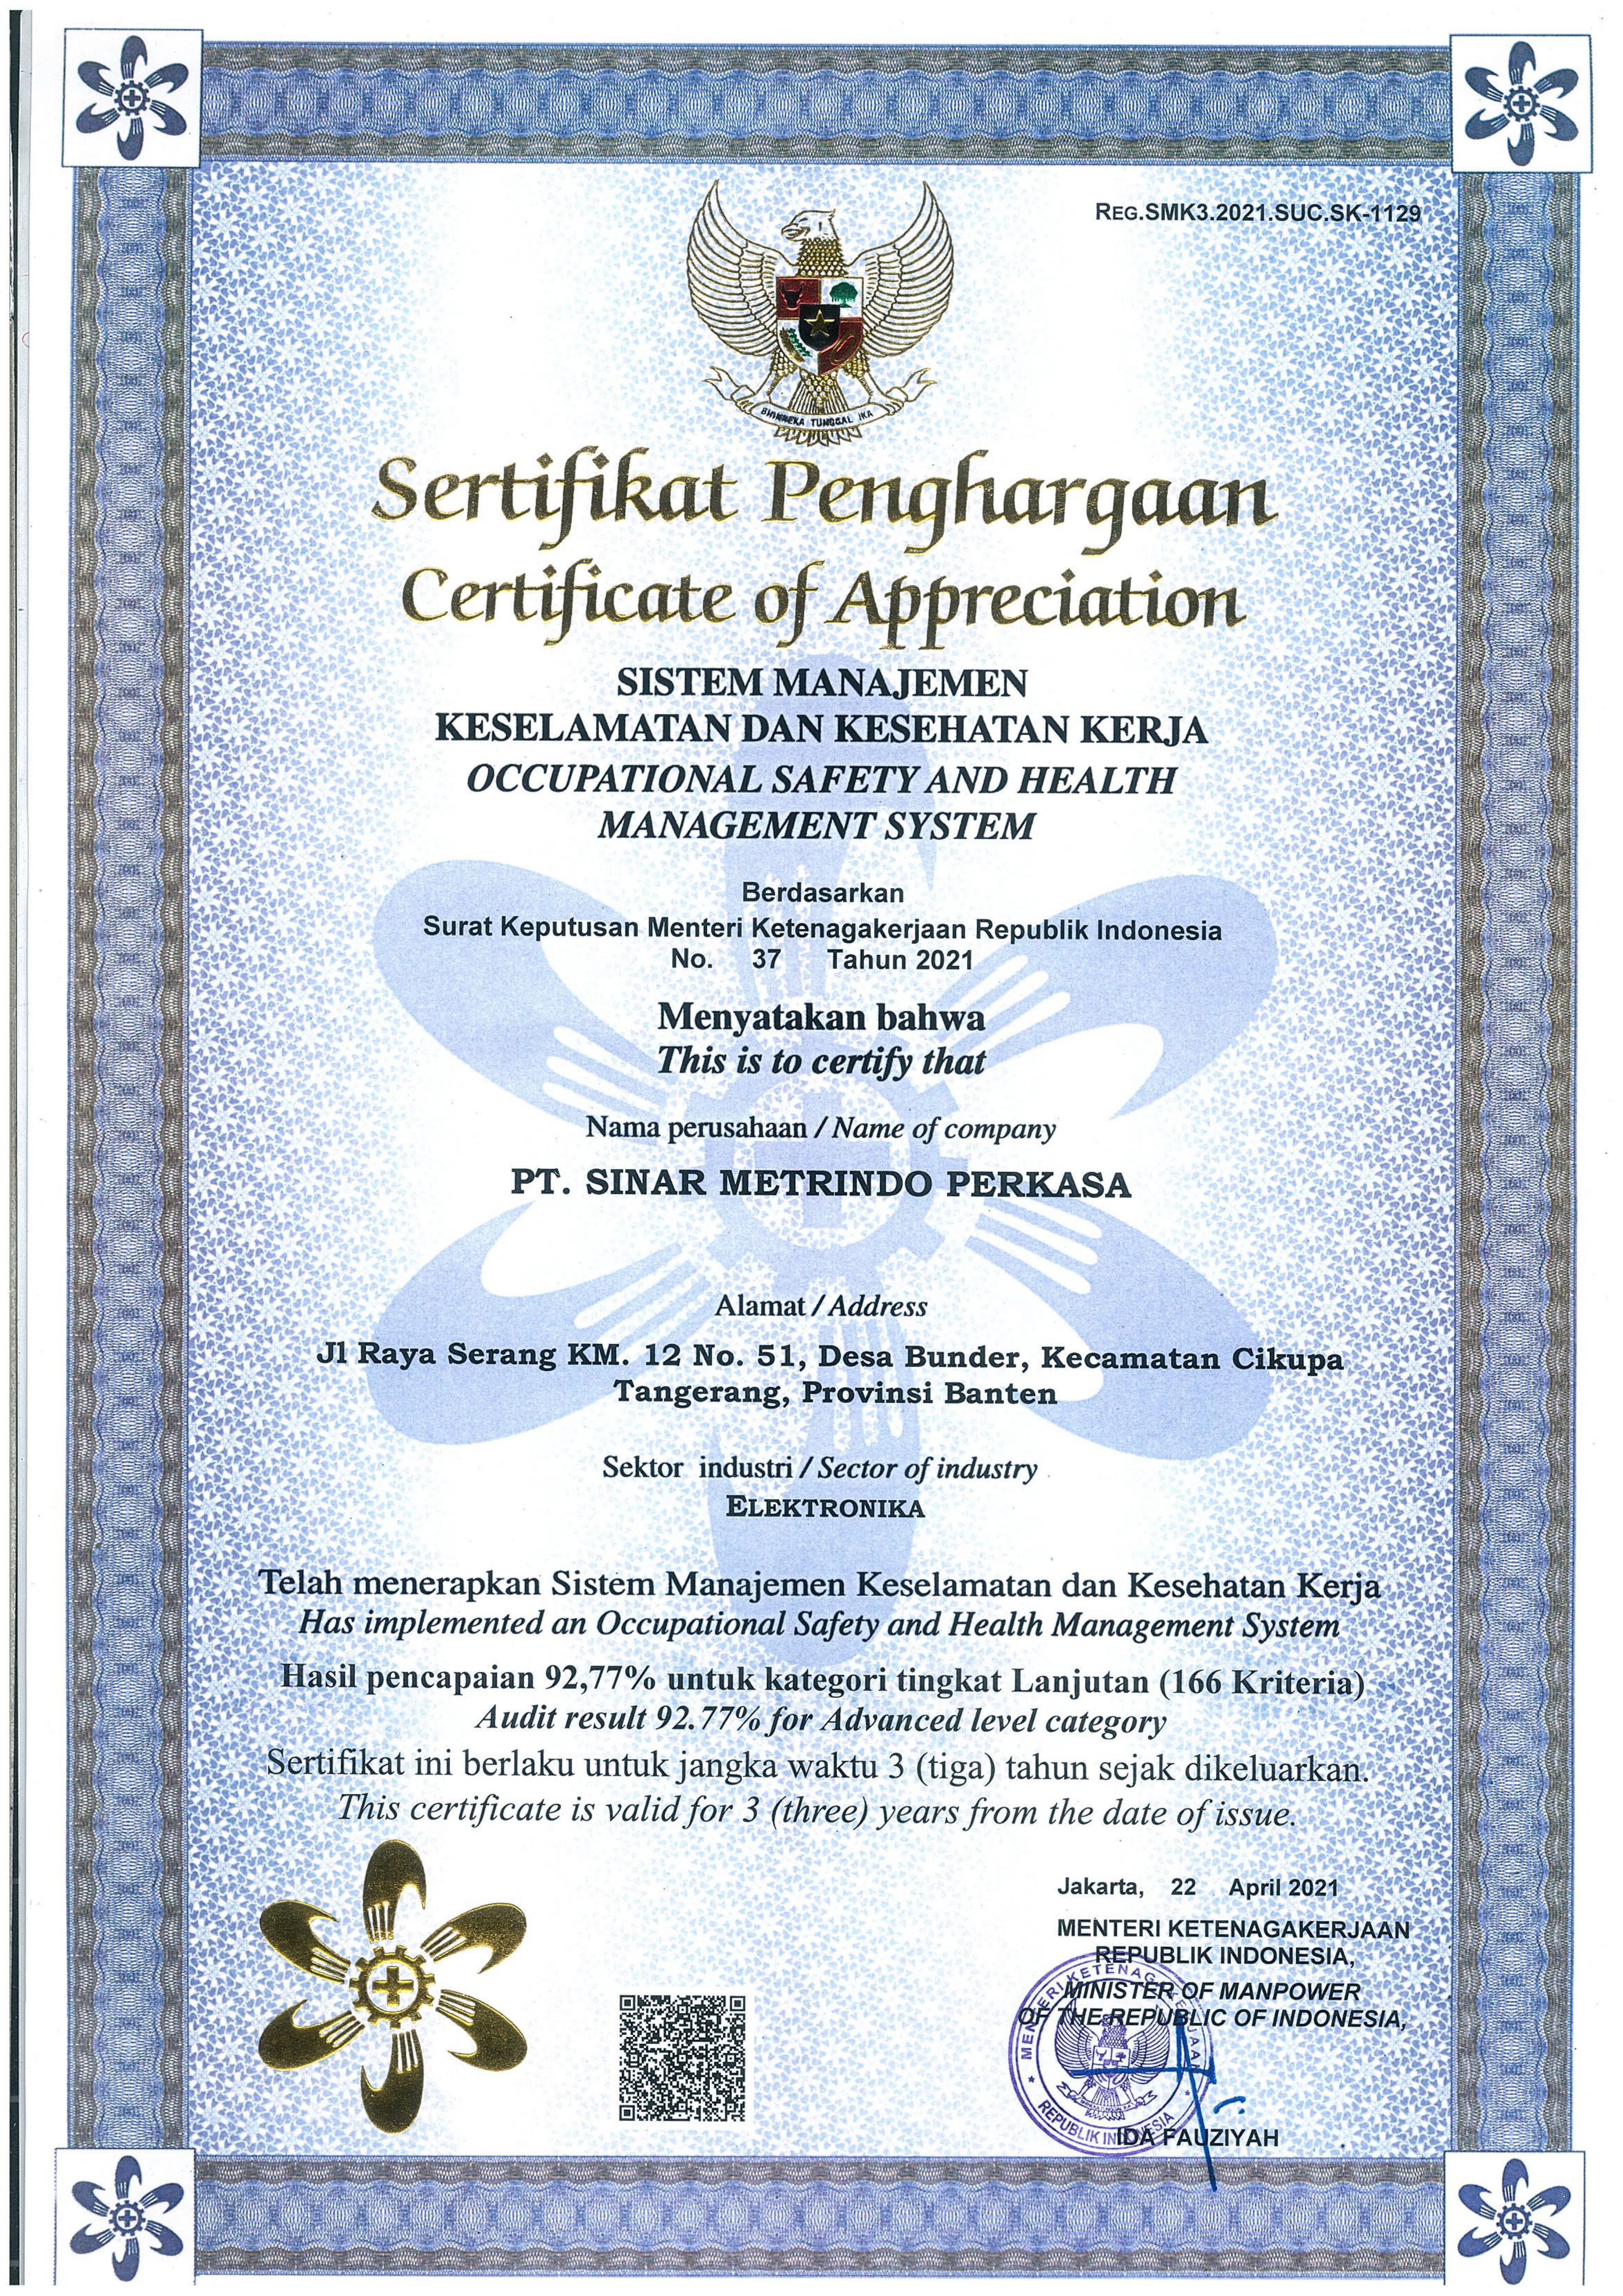 REG.SMK3.2021.SUC.SK-1129
BHINNEKA TUNGGAL IKA
Sertifikat Penghargaan
Certificate of Appreciation
SISTEM MANAJEMEN
KESELAMATAN DAN KESEHATAN KERJA
OCCUPATIONAL SAFETY AND HEALTH
MANAGEMENT SYSTEM
Berdasarkan
Surat Keputusan Menteri Ketenagakerjaan Republik Indonesia
No. 37 Tahun 2021
Menyatakan bahwa
This is to certify that
Nama perusahaan / Name of company
PT. SINAR METRINDO PERKASA
Alamat / Address
Jl Raya Serang KM. 12 No. 51, Desa Bunder, Kecamatan Cikupa
Tangerang, Provinsi Banten
Sektor industri / Sector of industry
ELEKTRONIKA
Telah menerapkan Sistem Manajemen Keselamatan dan Kesehatan Kerja
Has implemented an Occupational Safety and Health Management System
Hasil pencapaian 92,77% untuk kategori tingkat Lanjutan (166 Kriteria)
Audit result 92.77% for Advanced level category
Sertifikat ini berlaku untuk jangka waktu 3 (tiga) tahun sejak dikeluarkan.
This certificate is valid for 3 (three) years from the date of issue.
Jakarta, 22 April 2021
MENTERI KETENAGAKERJAAN
REPUBLIK INDONESIA,
MINISTER OF MANPOWER
OF THE REPUBLIC OF INDONESIA,
MENTERI KETENAGAKERJAAN
REPUBLIK INDONESIA
IDA FAUZIYAH